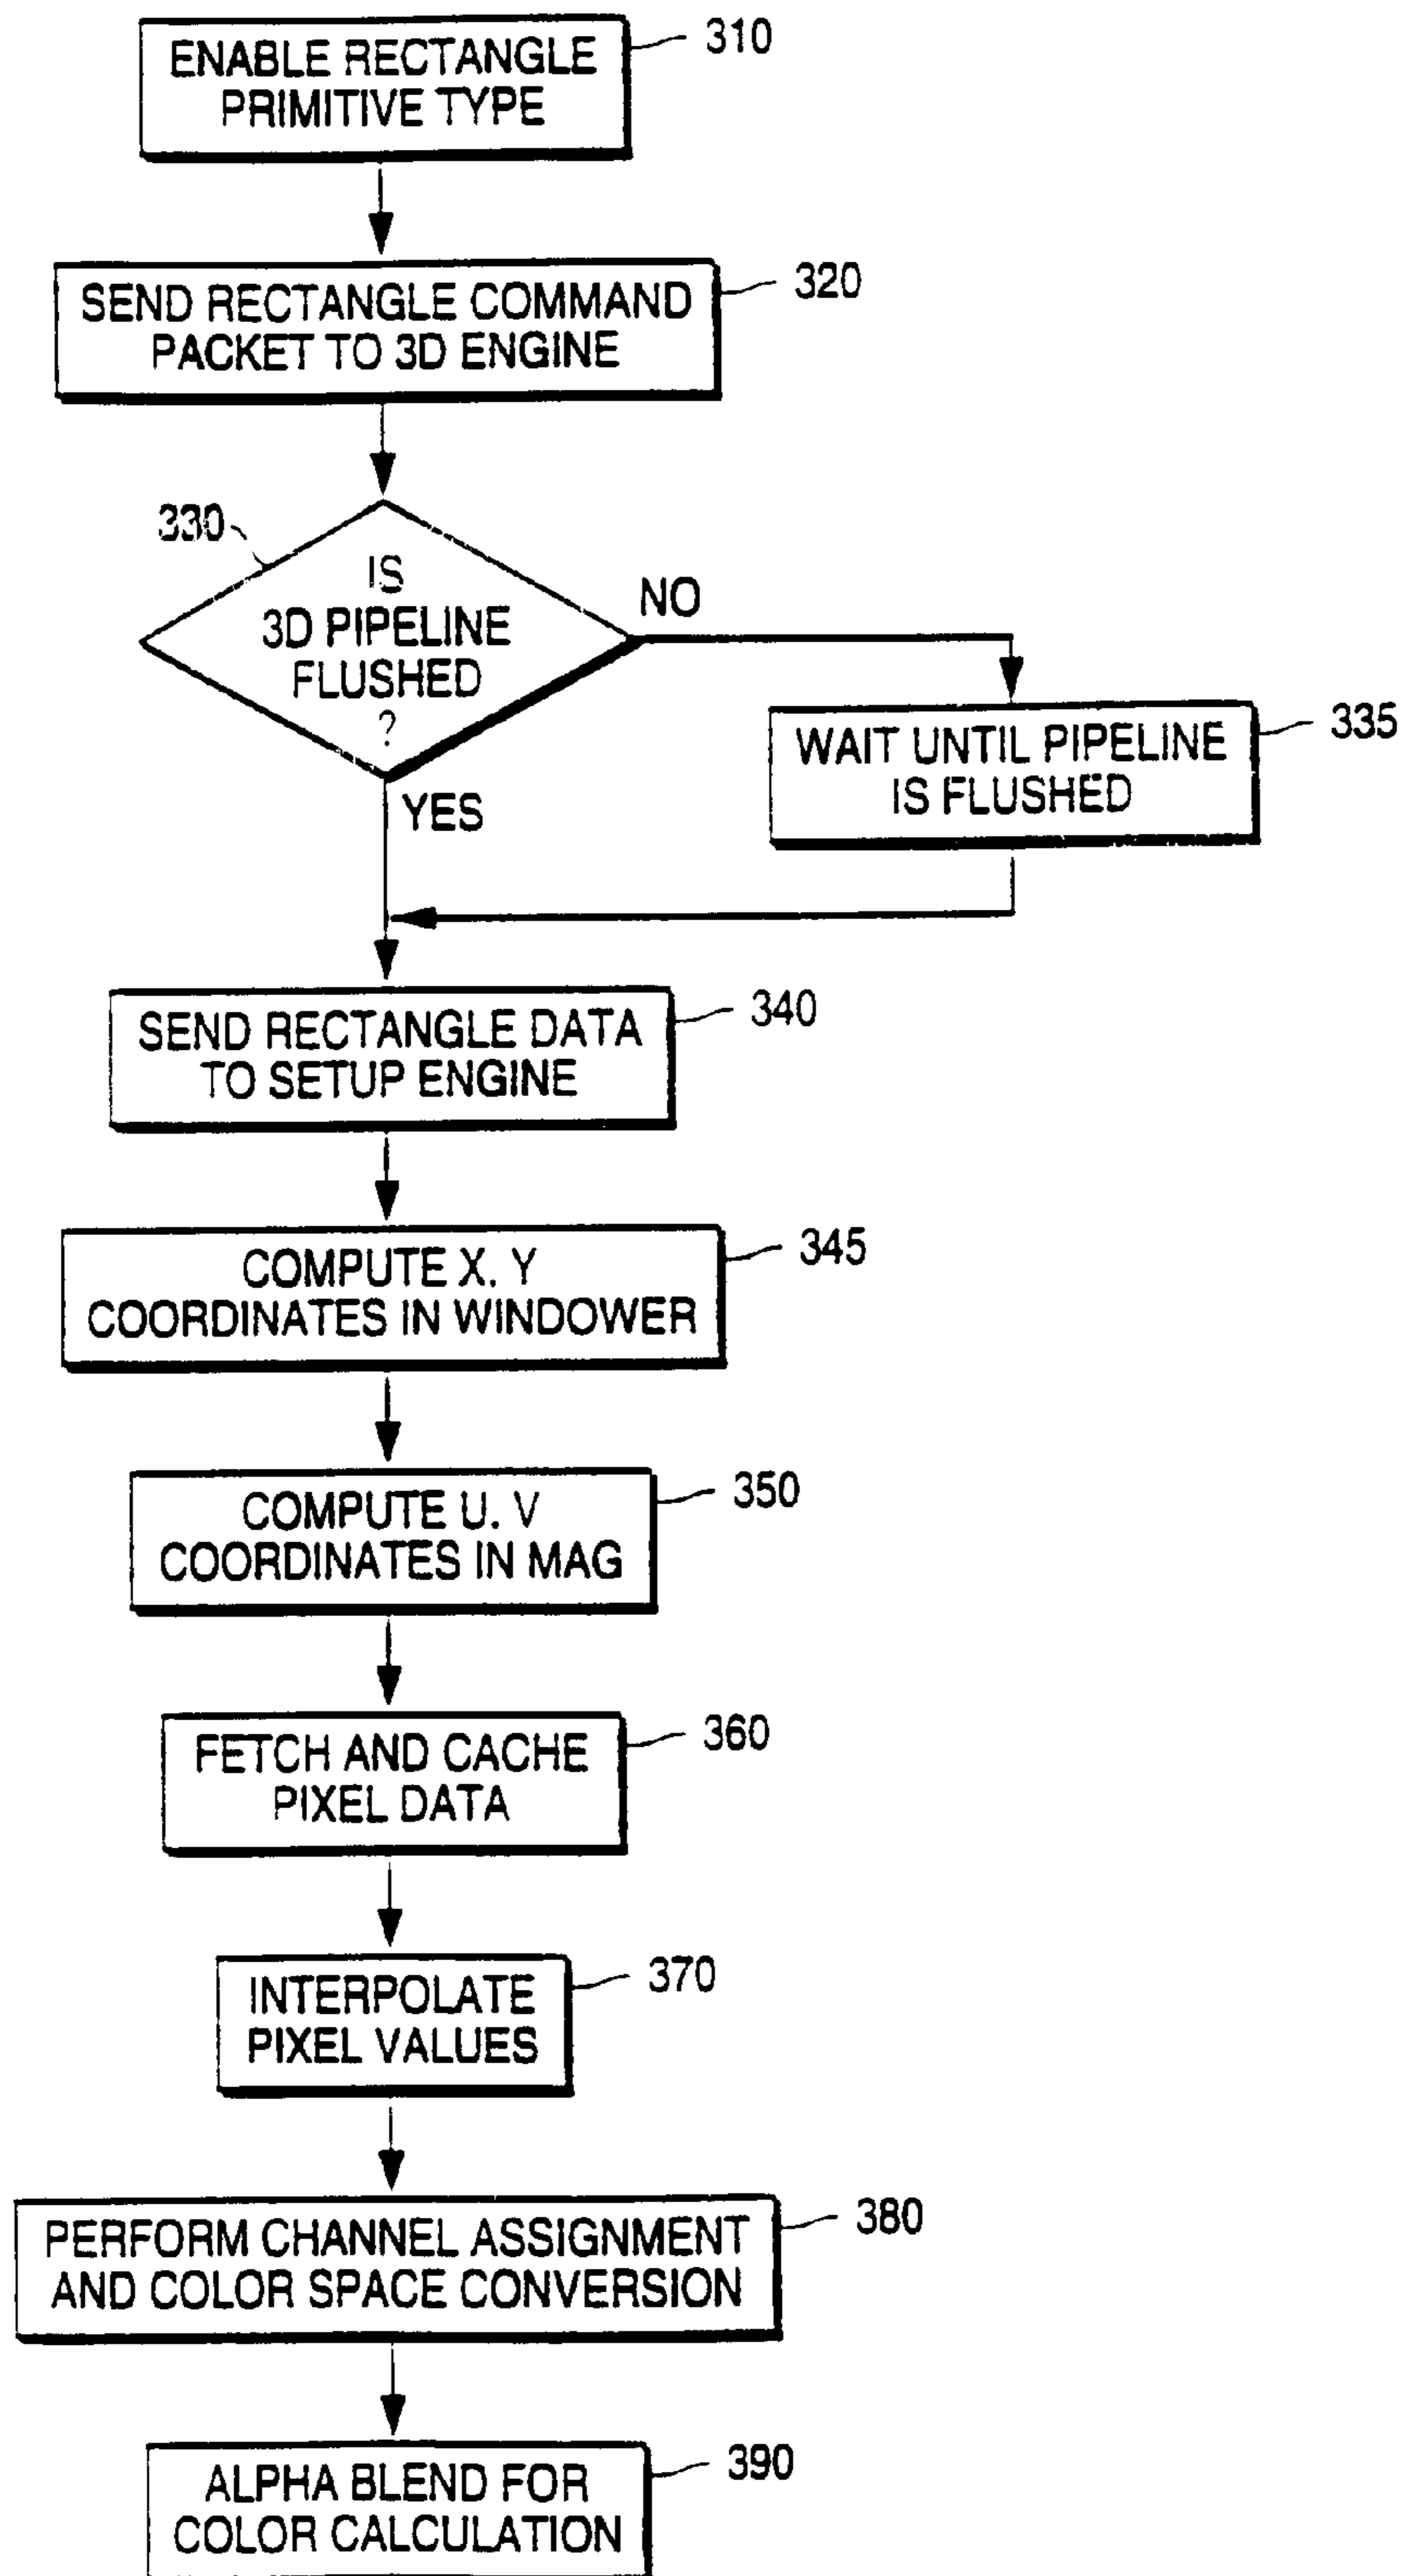 ENABLE RECTANGLE
PRIMITIVE TYPE
310
SEND RECTANGLE COMMAND
PACKET TO 3D ENGINE
320
330
IS
3D PIPELINE
FLUSHED
?
NO
YES
WAIT UNTIL PIPELINE
IS FLUSHED
335
SEND RECTANGLE DATA
TO SETUP ENGINE
340
COMPUTE X. Y
COORDINATES IN WINDOWER
345
COMPUTE U. V
COORDINATES IN MAG
350
FETCH AND CACHE
PIXEL DATA
360
INTERPOLATE
PIXEL VALUES
370
PERFORM CHANNEL ASSIGNMENT
AND COLOR SPACE CONVERSION
380
ALPHA BLEND FOR
COLOR CALCULATION
390